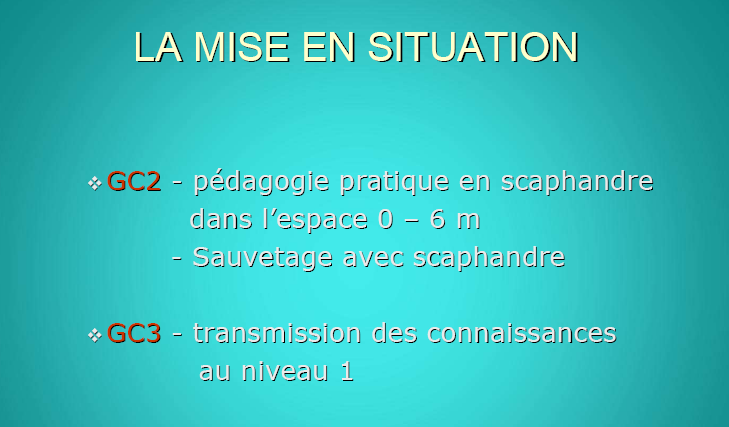 LA MISE EN SITUATION
❖ GC2 - pédagogie pratique en scaphandre
dans l’espace 0 – 6 m
- Sauvetage avec scaphandre
❖ GC3 - transmission des connaissances
au niveau 1